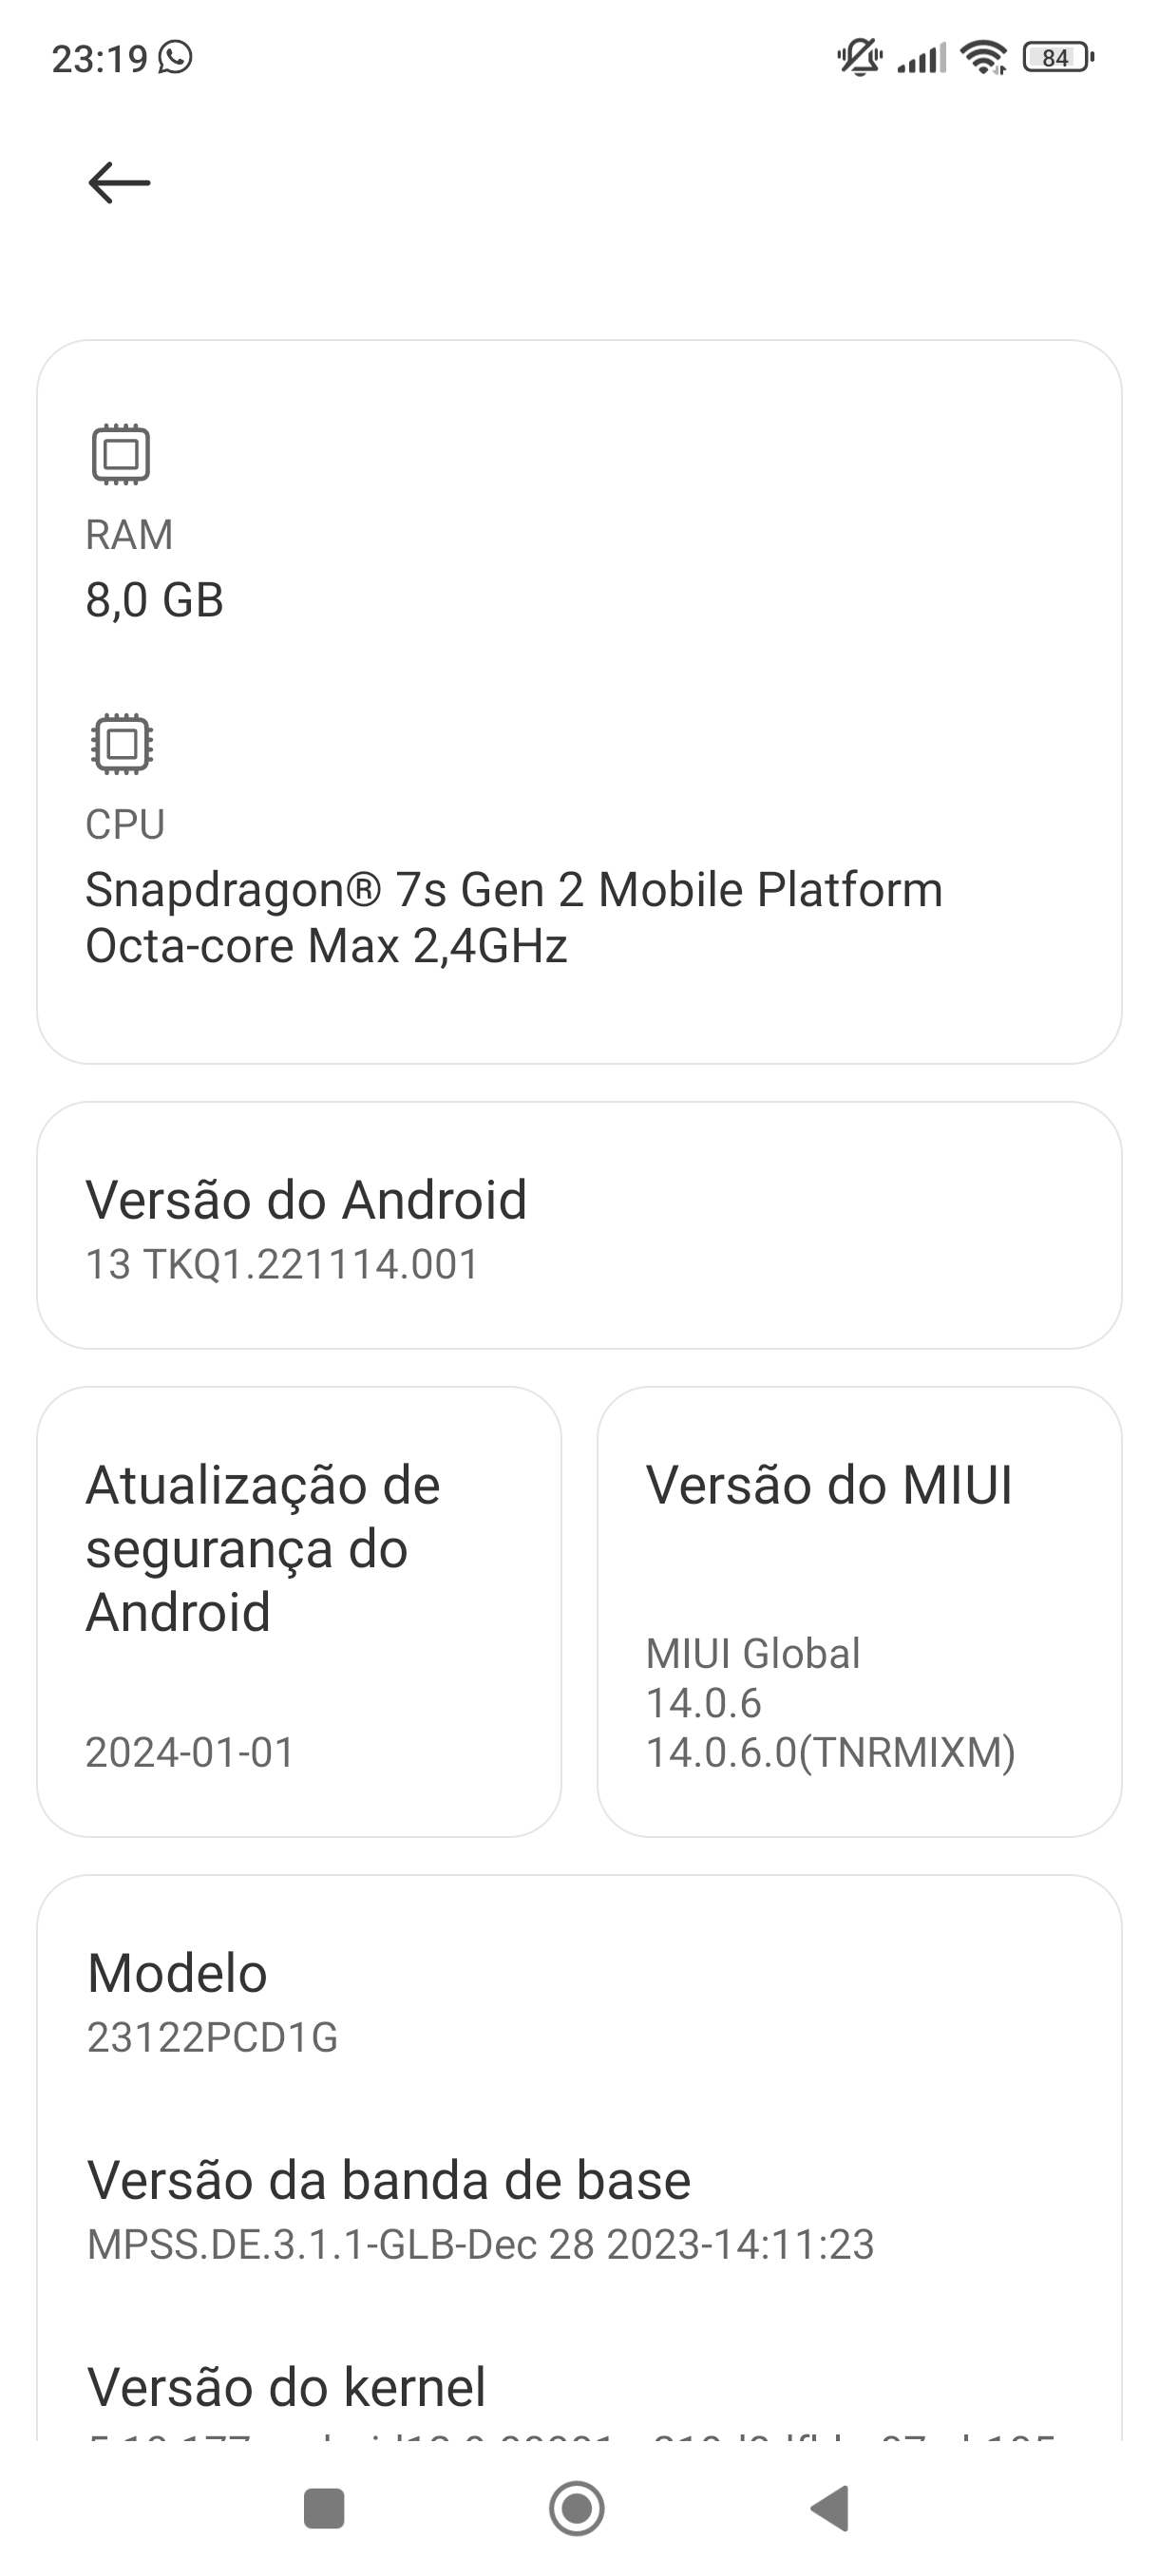 23:19
84
RAM
8,0 GB
CPU
Snapdragon® 7s Gen 2 Mobile Platform
Octa-core Max 2,4GHz
Versão do Android
13 TKQ1.221114.001
Atualização de
segurança do
Android
2024-01-01
Versão do MIUI
MIUI Global
14.0.6
14.0.6.0(TNRMIXM)
Modelo
23122PCD1G
Versão da banda de base
MPSS.DE.3.1.1-GLB-Dec 28 2023-14:11:23
Versão do kernel